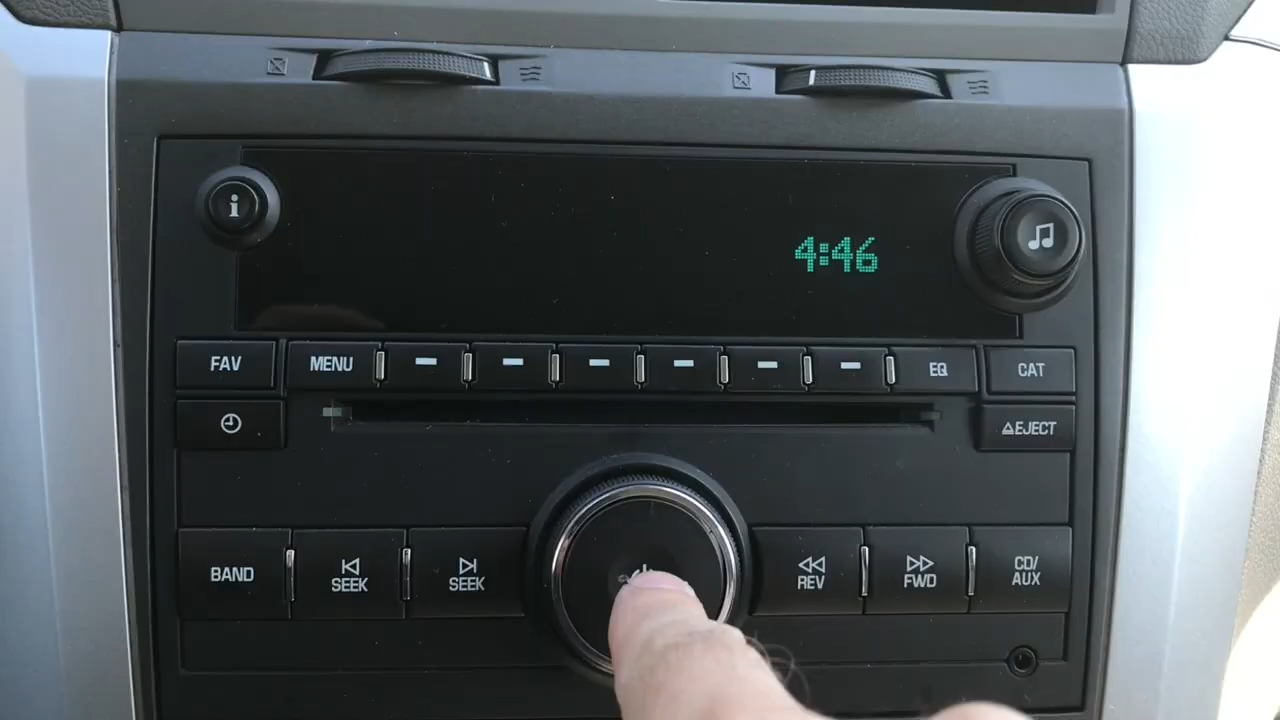 i
4:46
FAV
MENU
EQ
CAT
EJECT
BAND
SEEK
SEEK
REV
FWD
CD/
AUX